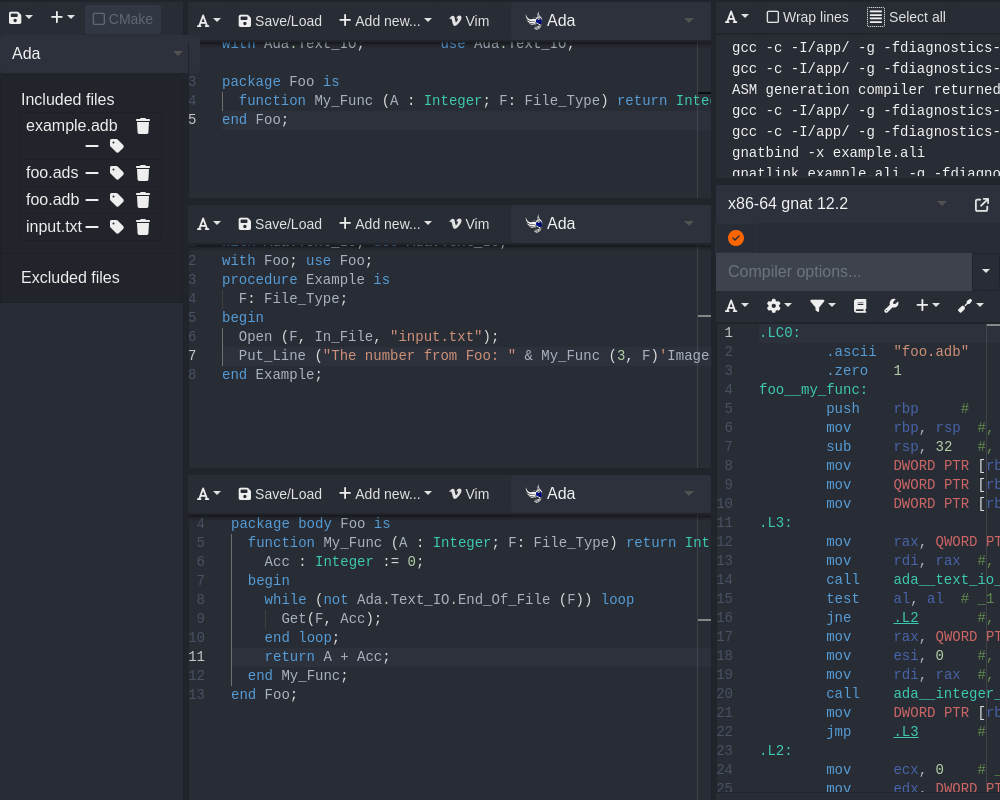 CMake
Ada
Included files
example.adb
foo.ads
foo.adb
input.txt
Excluded files
A Save/Load Add new... Vim Ada
with Ada.Text_IO; use Ada.Text_IO;
3 package Foo is
4 function My_Func (A : Integer; F: File_Type) return Inte
5 end Foo;
A Save/Load Add new... Vim Ada
with Ada.Text_IO; use Ada.Text_IO;
2 with Foo; use Foo;
3 procedure Example is
4 F: File_Type;
5 begin
6 Open (F, In_File, "input.txt");
7 Put_Line ("The number from Foo: " & My_Func (3, F)'Image
8 end Example;
A Save/Load Add new... Vim Ada
4 package body Foo is
5 function My_Func (A : Integer; F: File_Type) return Int
6 Acc : Integer := 0;
7 begin
8 while (not Ada.Text_IO.End_Of_File (F)) loop
9 Get(F, Acc);
10 end loop;
11 return A + Acc;
12 end My_Func;
13 end Foo;
A Wrap lines Select all
gcc -c -I/app/ -g -fdiagnostics-
gcc -c -I/app/ -g -fdiagnostics-
ASM generation compiler returned
gcc -c -I/app/ -g -fdiagnostics-
gcc -c -I/app/ -g -fdiagnostics-
gnatbind -x example.ali
gnatlink example.ali -g -fdiagno
x86-64 gnat 12.2
Compiler options...
A
1 .LC0:
2 .ascii "foo.adb"
3 .zero 1
4 foo__my_func:
5 push rbp #
6 mov rbp, rsp #,
7 sub rsp, 32 #,
8 mov DWORD PTR [rb
9 mov QWORD PTR [rb
10 mov DWORD PTR [rb
11 .L3:
12 mov rax, QWORD PT
13 mov rdi, rax #,
14 call ada__text_io_
15 test al, al # _1
16 jne .L2 #,
17 mov rax, QWORD PT
18 mov esi, 0 #,
19 mov rdi, rax #,
20 call ada__integer_
21 mov DWORD PTR [rb
22 jmp .L3 #
23 .L2:
24 mov ecx, 0 # _
25 mov edx, DWORD PT